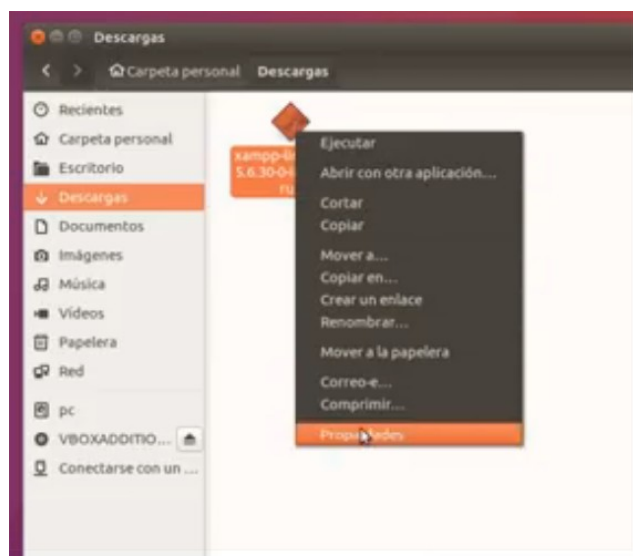 Descargas
Carpeta personal Descargas
Recientes
Carpeta personal
Escritorio
Descargas
Documentos
Imágenes
Música
Vídeos
Papelera
Red
pc
VBOXADDITIO...
Conectarse con un ...
xampp-lin
5.6.30-0-i
ru
Ejecutar
Abrir con otra aplicación...
Cortar
Copiar
Mover a...
Copiar en...
Crear un enlace
Renombrar...
Mover a la papelera
Correo-e...
Comprimir...
Propiedades